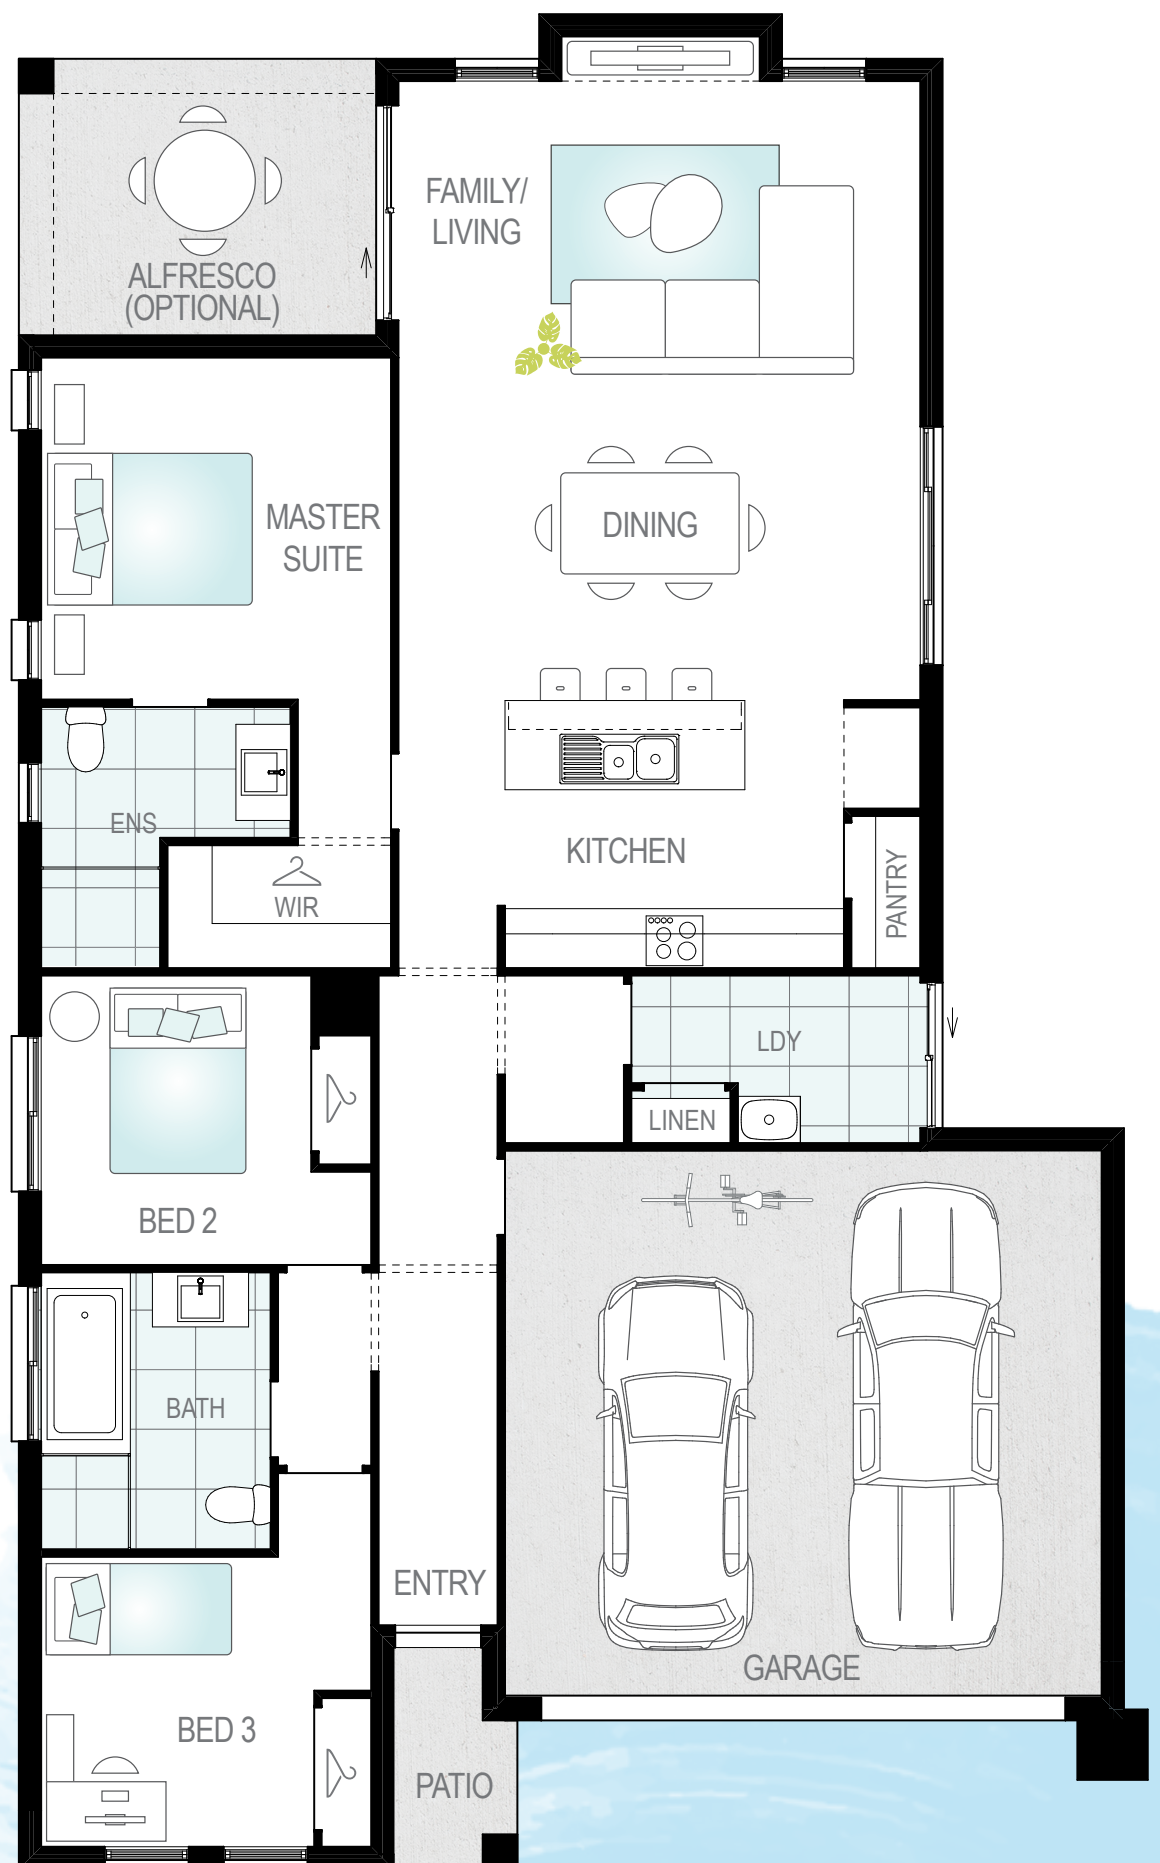 FAMILY/
LIVING
ALFRESCO
(OPTIONAL)
MASTER
SUITE
DINING
ENS
KITCHEN
WIR
PANTRY
LDY
LINEN
BED 2
BATH
ENTRY
GARAGE
BED 3
PATIO